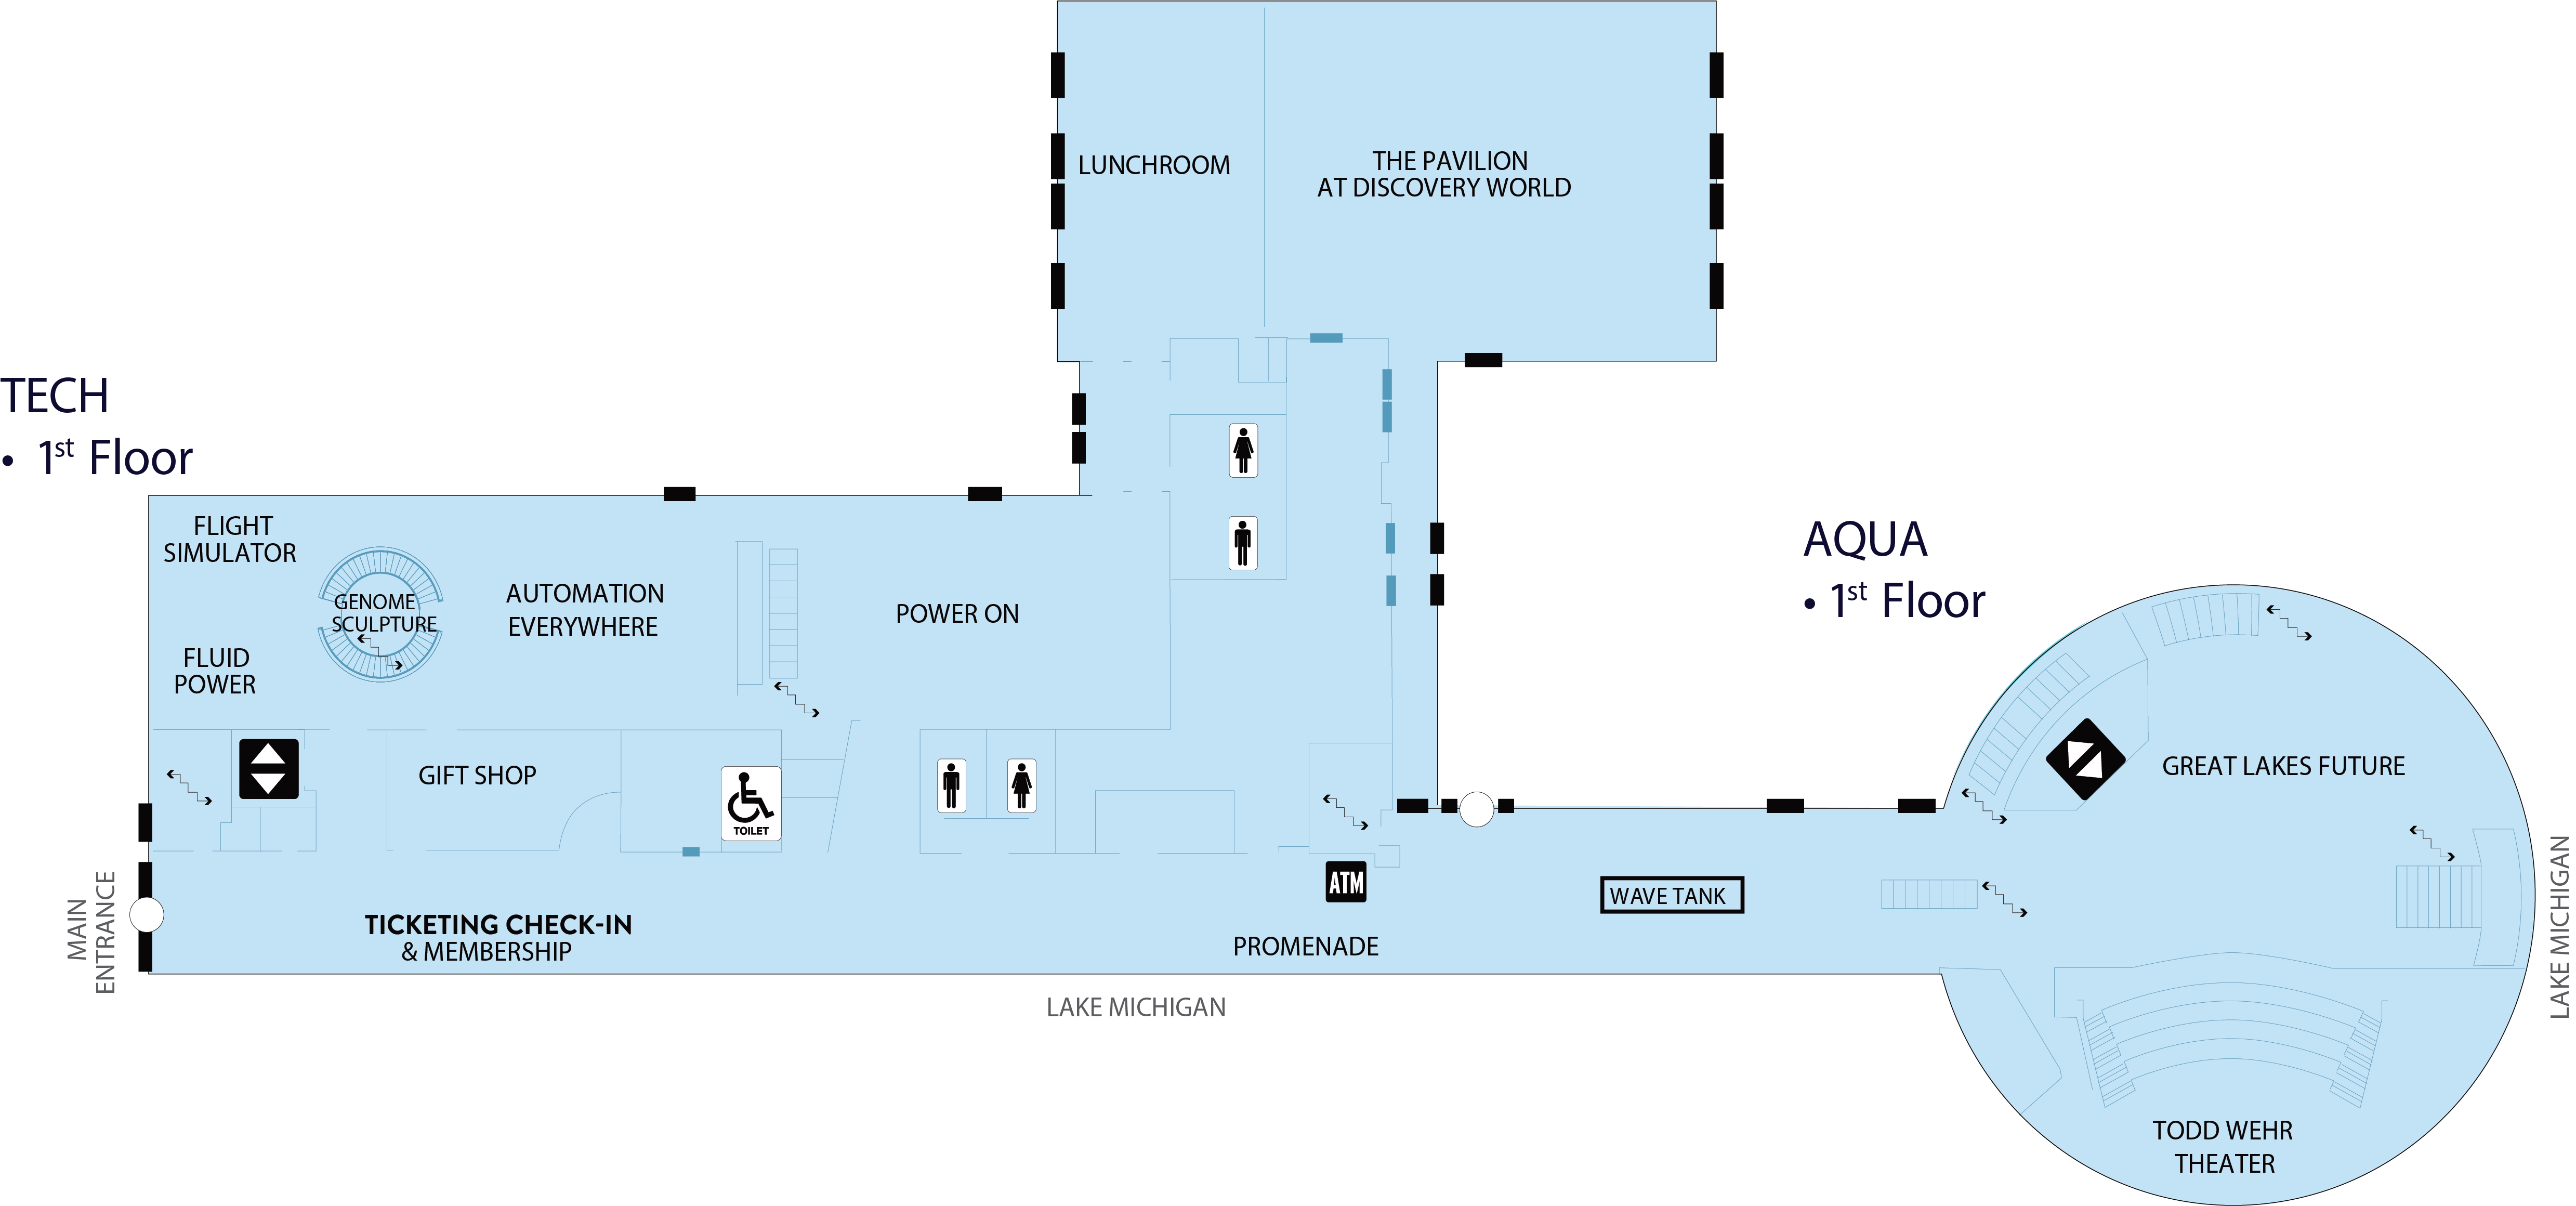 LUNCHROOM
THE PAVILION
AT DISCOVERY WORLD
TECH
• 1st Floor
FLIGHT
SIMULATOR
GENOME
SCULPTURE
AUTOMATION
EVERYWHERE
POWER ON
FLUID
POWER
GIFT SHOP
TOILET
AQUA
• 1st Floor
GREAT LAKES FUTURE
MAIN
ENTRANCE
TICKETING CHECK-IN
& MEMBERSHIP
ATM
PROMENADE
WAVE TANK
LAKE MICHIGAN
LAKE MICHIGAN
TODD WEHR
THEATER